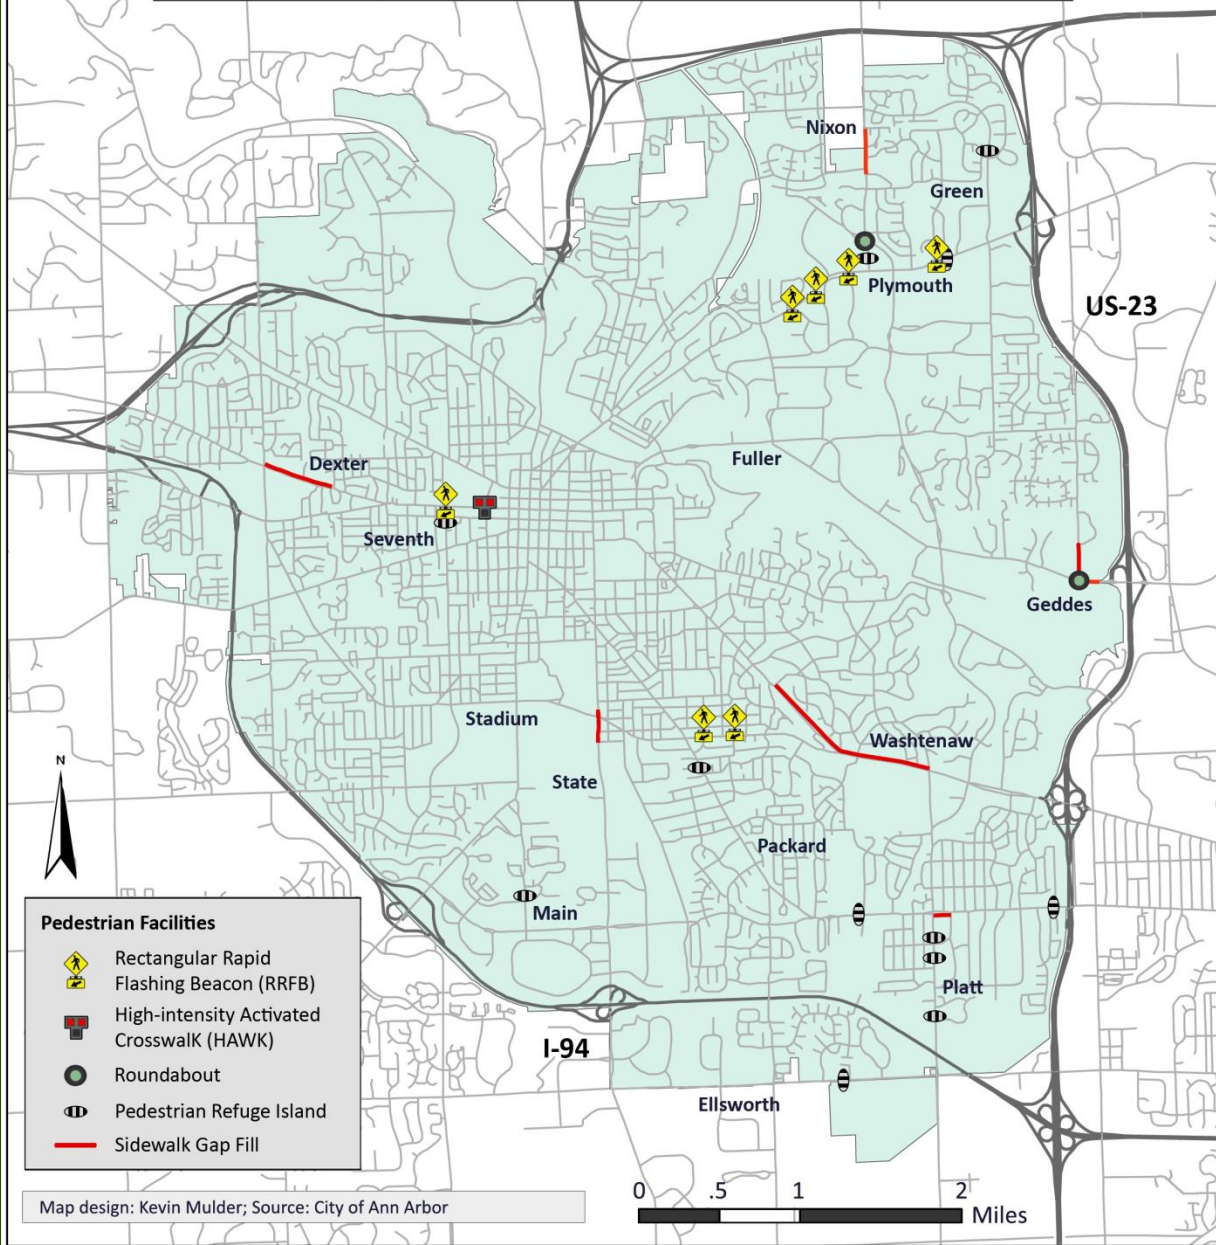 Nixon
Green
Plymouth
US-23
Dexter
Fuller
Seventh
Geddes
Stadium
Washtenaw
State
N
Packard
Main
Pedestrian Facilities
Rectangular Rapid
Flashing Beacon (RRFB)
High-intensity Activated
CrosswalK (HAWK)
Roundabout
Pedestrian Refuge Island
Sidewalk Gap Fill
Platt
I-94
Ellsworth
Map design: Kevin Mulder; Source: City of Ann Arbor
0 .5 1 2
Miles